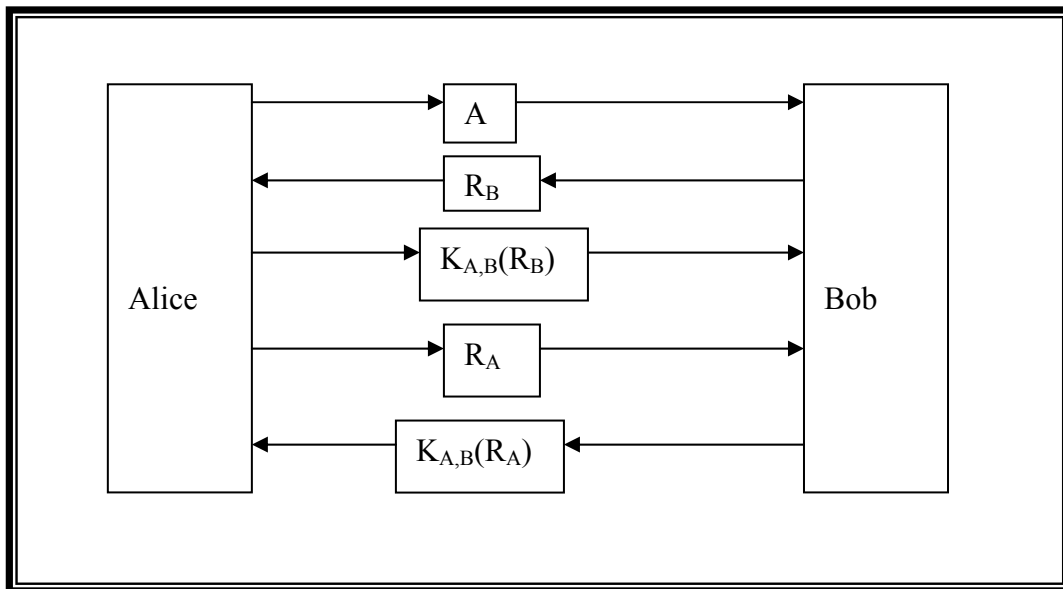 A
R_B
K_A,B(R_B)
Alice
Bob
R_A
K_A,B(R_A)